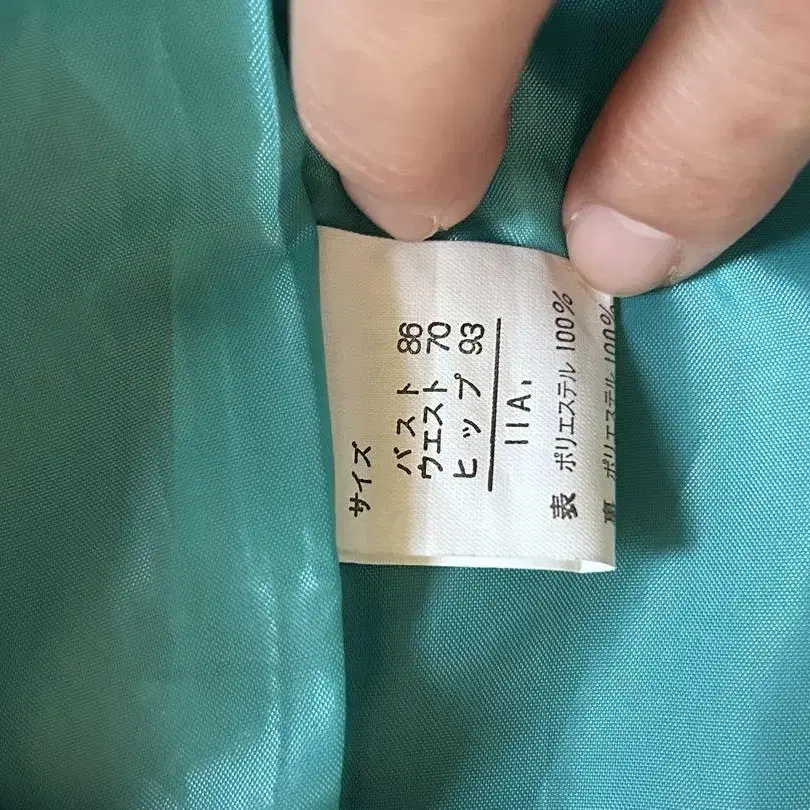 サイズ
バスト 86
ウエスト 70
ヒップ 93
11A,
表 ポリエステル 100%
裏 ポリエステル 100%